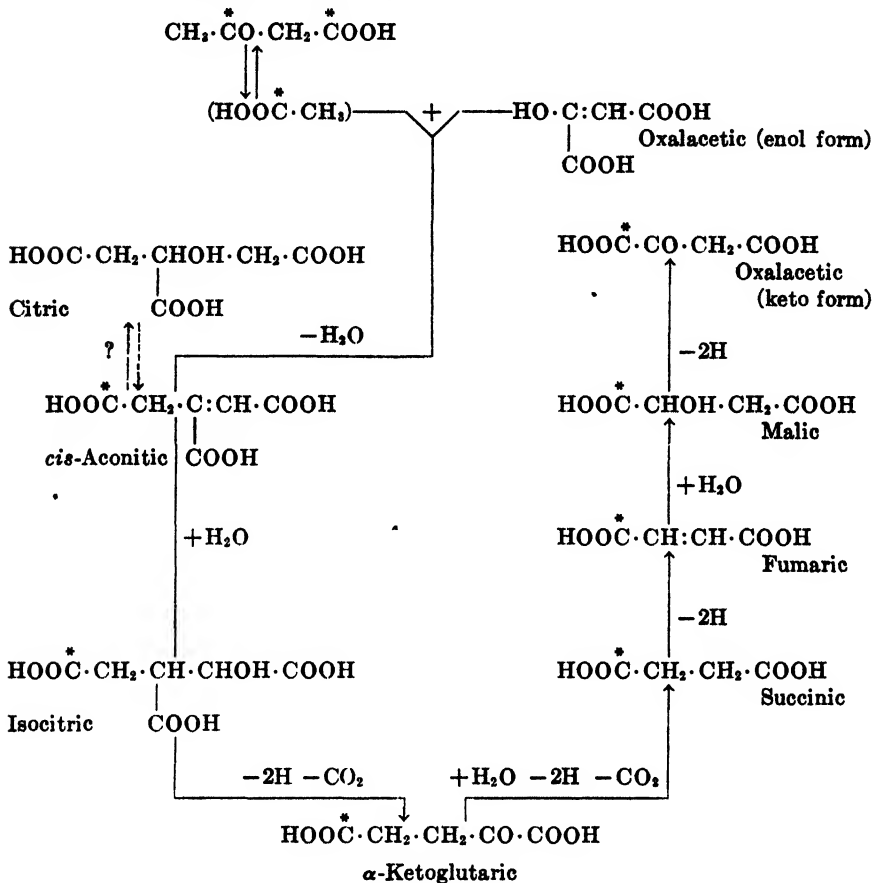 CH₃·C*O·CH₂·C*OOH
(HOOC*·CH₃) + HO·C:CH·COOH
Oxalacetic (enol form)
COOH
HOOC·CH₂·CHOH·CH₂·COOH
Citric
COOH
HOOC*·CO·CH₂·COOH
Oxalacetic
(keto form)
−H₂O
?
−2H
HOOC*·CH₂·C:CH·COOH
cis-Aconitic
COOH
HOOC*·CHOH·CH₂·COOH
Malic
+H₂O
+H₂O
HOOC*·CH:CH·COOH
Fumaric
−2H
HOOC*·CH₂·CH·CHOH·COOH
Isocitric
COOH
HOOC*·CH₂·CH₂·COOH
Succinic
−2H −CO₂
+H₂O −2H −CO₂
HOOC*·CH₂·CH₂·CO·COOH
α-Ketoglutaric